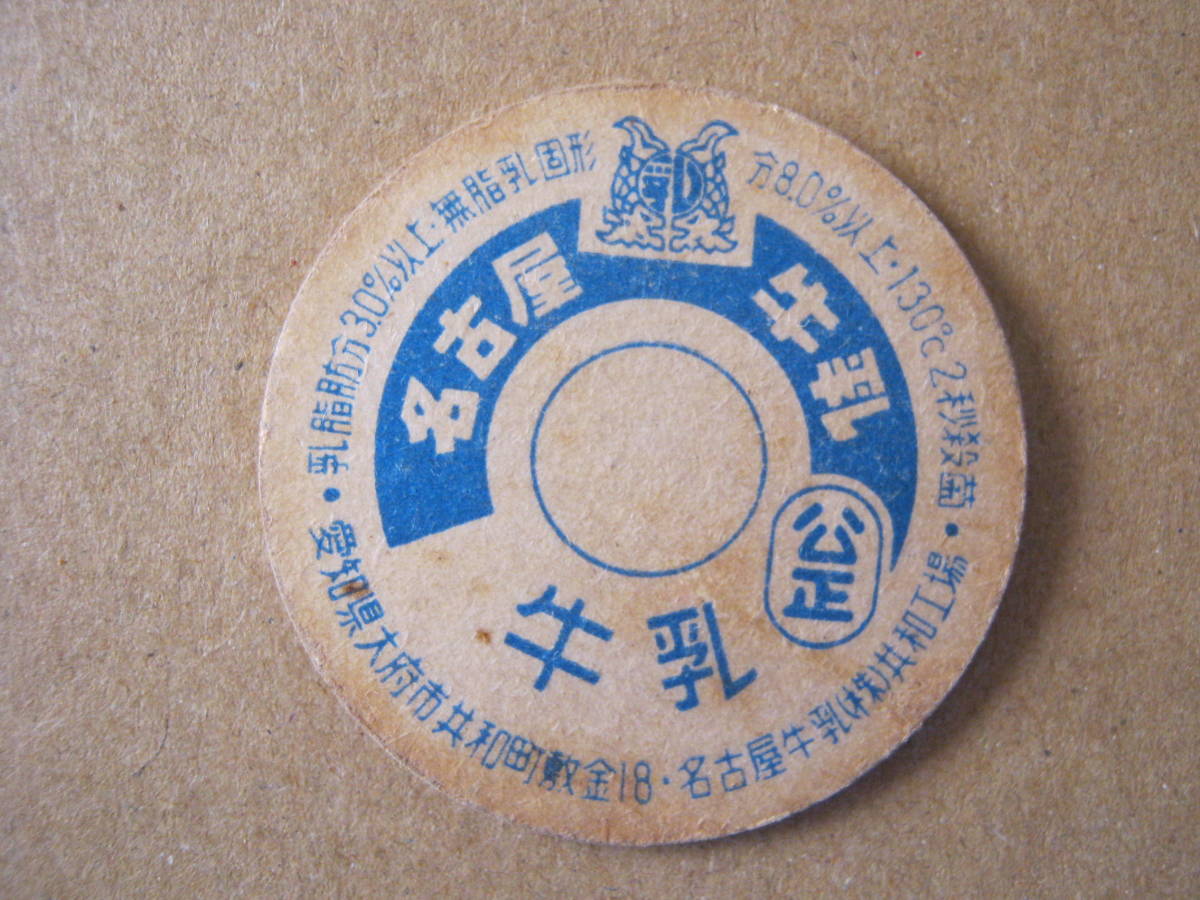 乳脂肪分3.0%以上・無脂乳固形分8.0%以上・130℃2秒殺菌
名古屋牛乳
公正
牛乳
愛知県大府市共和町敷金18・名古屋牛乳(株)共和工場